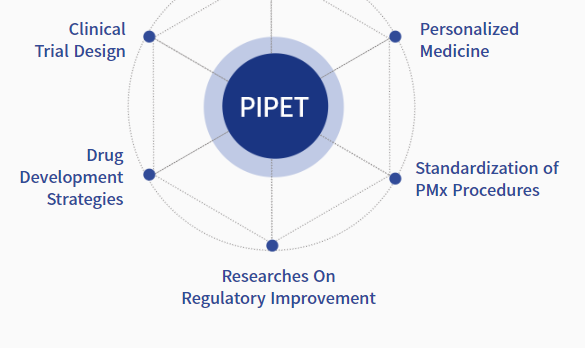 Clinical
Trial Design
Personalized
Medicine
PIPET
Drug
Development
Strategies
Standardization of
PMx Procedures
Researches On
Regulatory Improvement